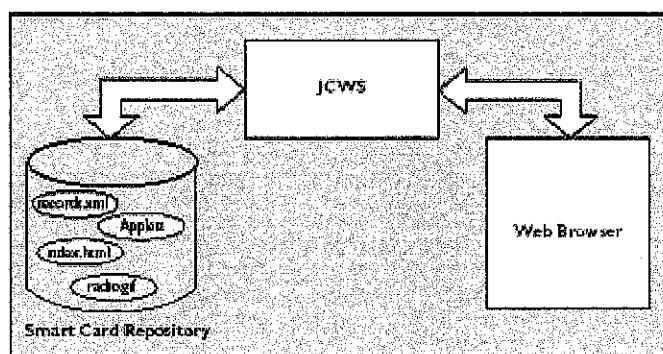 JCWS
records.xml
Applets
index.html
radio.gif
Web Browser
Smart Card Repository